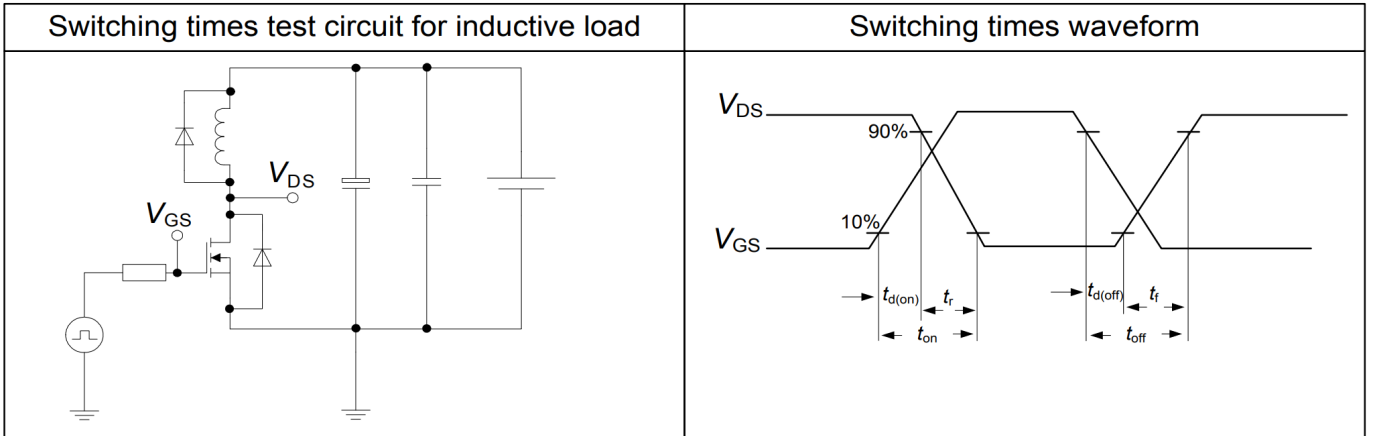 Switching times test circuit for inductive load
Switching times waveform
VDS
VGS
VDS
90%
10%
VGS
td(on)
tr
ton
td(off)
tf
toff